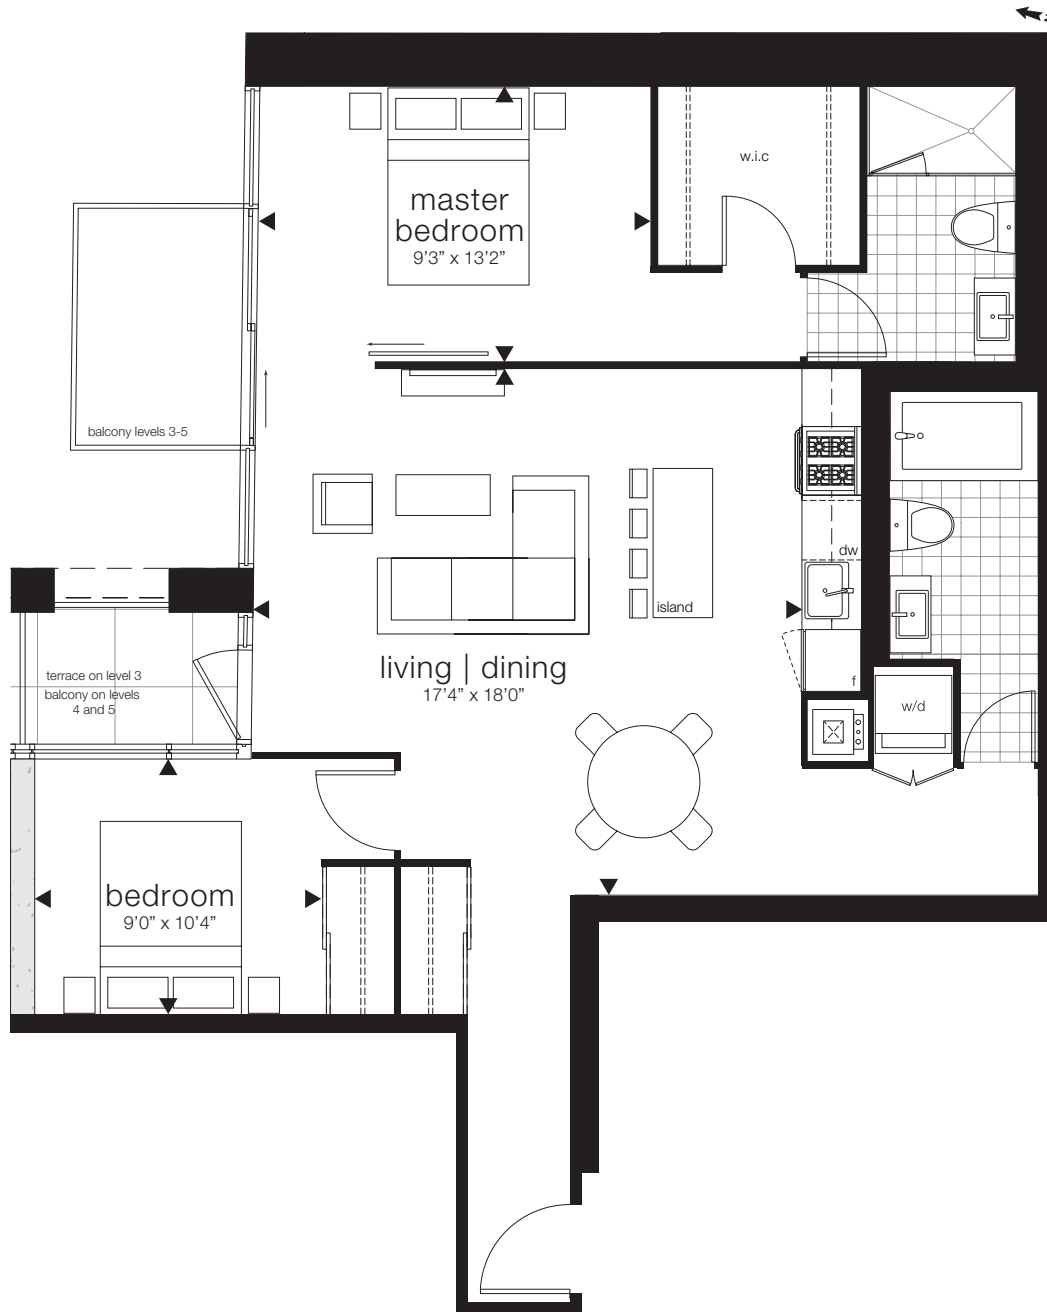 w.i.c
master
bedroom
9’3” x 13’2”
balcony levels 3-5
dw
island
living | dining
17’4” x 18’0”
f
w/d
terrace on level 3
balcony on levels
4 and 5
bedroom
9’0” x 10’4”